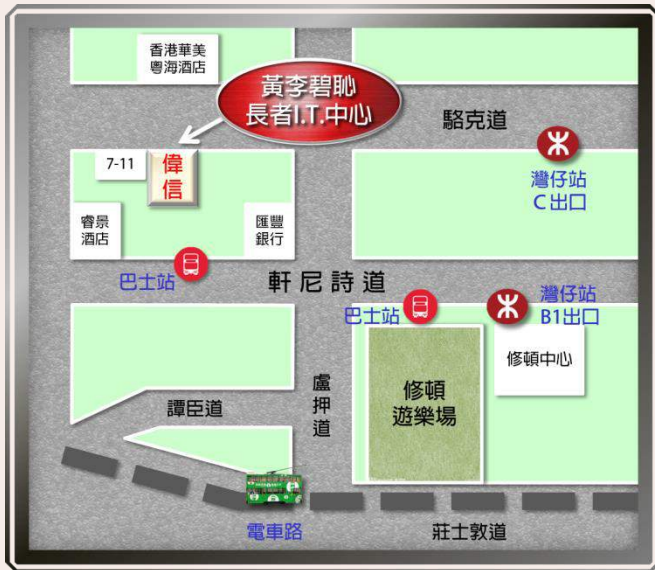 香港華美
粵海酒店
黃李碧恥
長者I.T.中心
駱克道
7-11
偉
信
灣仔站
C出口
睿景
酒店
匯豐
銀行
巴士站
軒尼詩道
灣仔站
B1出口
巴士站
修頓中心
盧
押
道
修頓
遊樂場
譚臣道
電車路
莊士敦道